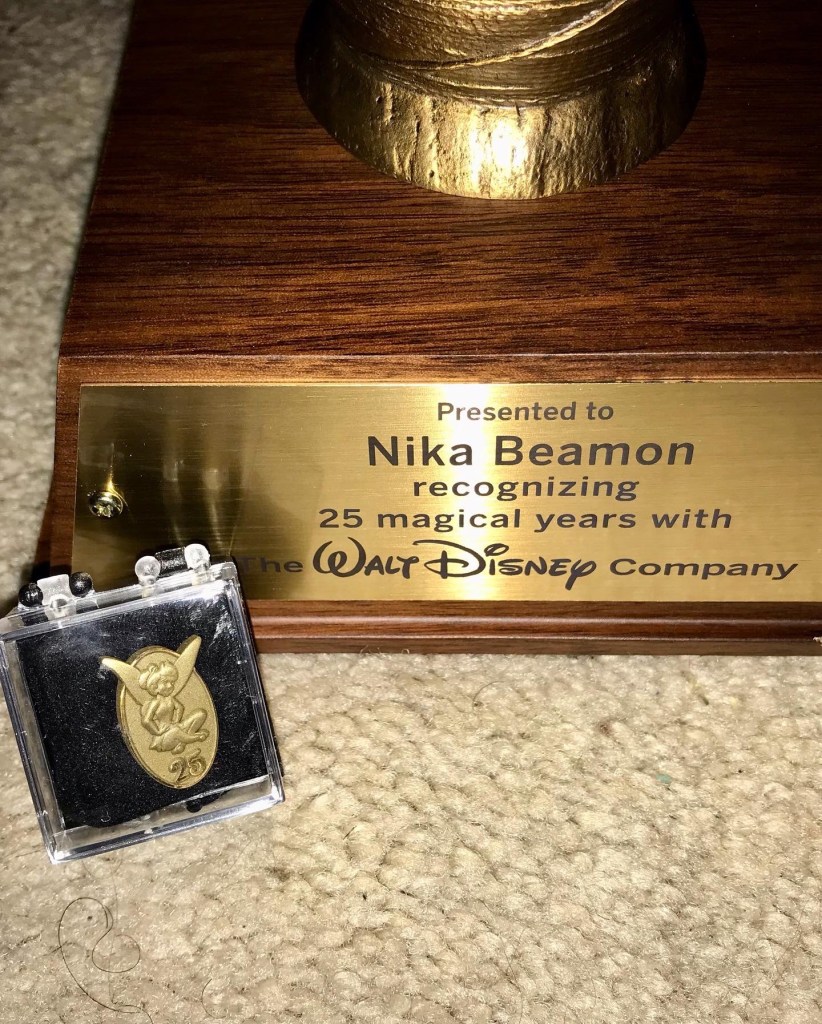 Presented to
Nika Beamon
recognizing
25 magical years with
The WALT DISNEY Company
25